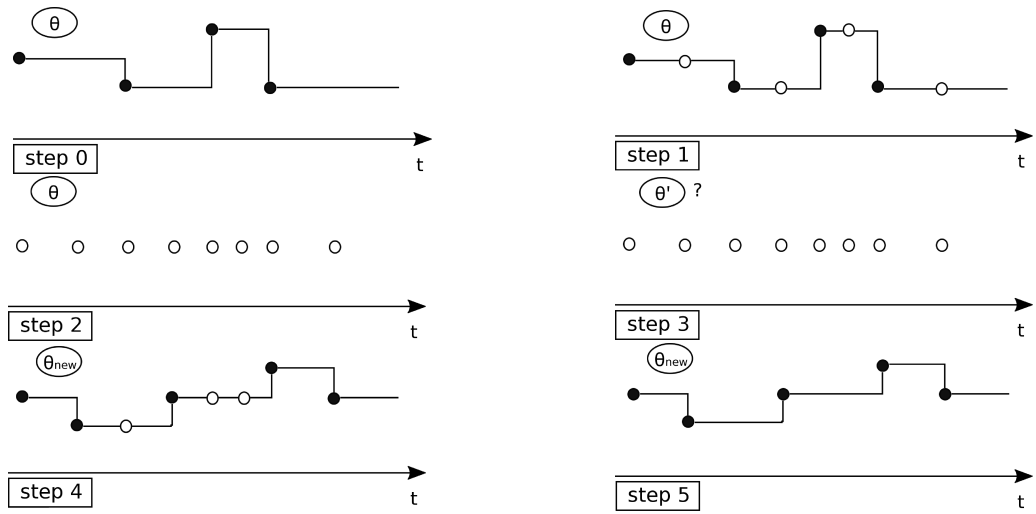 θ
t
step 0
θ
t
step 1
θ
t
step 2
θ' ?
t
step 3
θnew
t
step 4
θnew
t
step 5